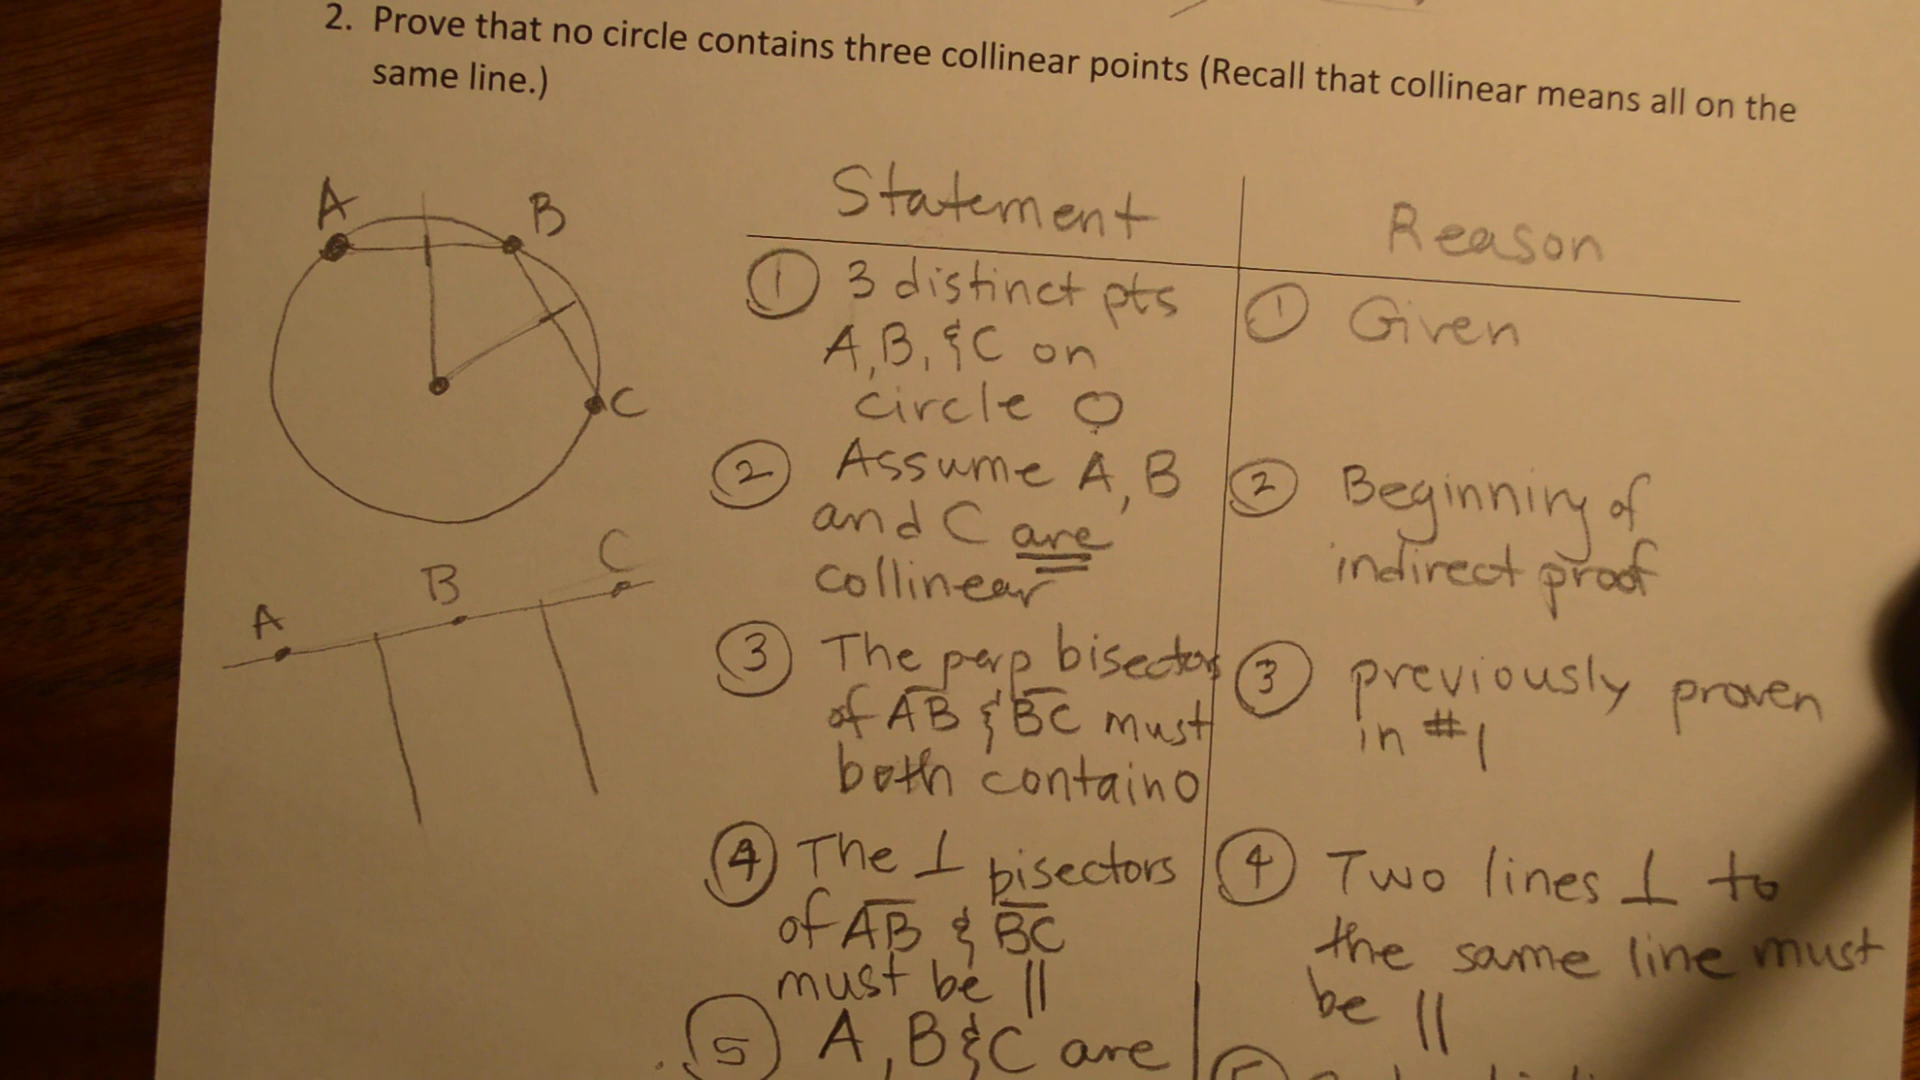 2. Prove that no circle contains three collinear points (Recall that collinear means all on the
same line.)
A
B
C
A
B
C
Statement
Reason
① 3 distinct pts
A, B, & C on
circle O
① Given
② Assume A, B
and C are
collinear
② Beginning of
indirect proof
③ The perp bisectors
of AB & BC must
both contain O
③ previously proven
in #1
④ The ⊥ bisectors
of AB & BC
must be ||
④ Two lines ⊥ to
the same line must
be ||
⑤ A, B & C are